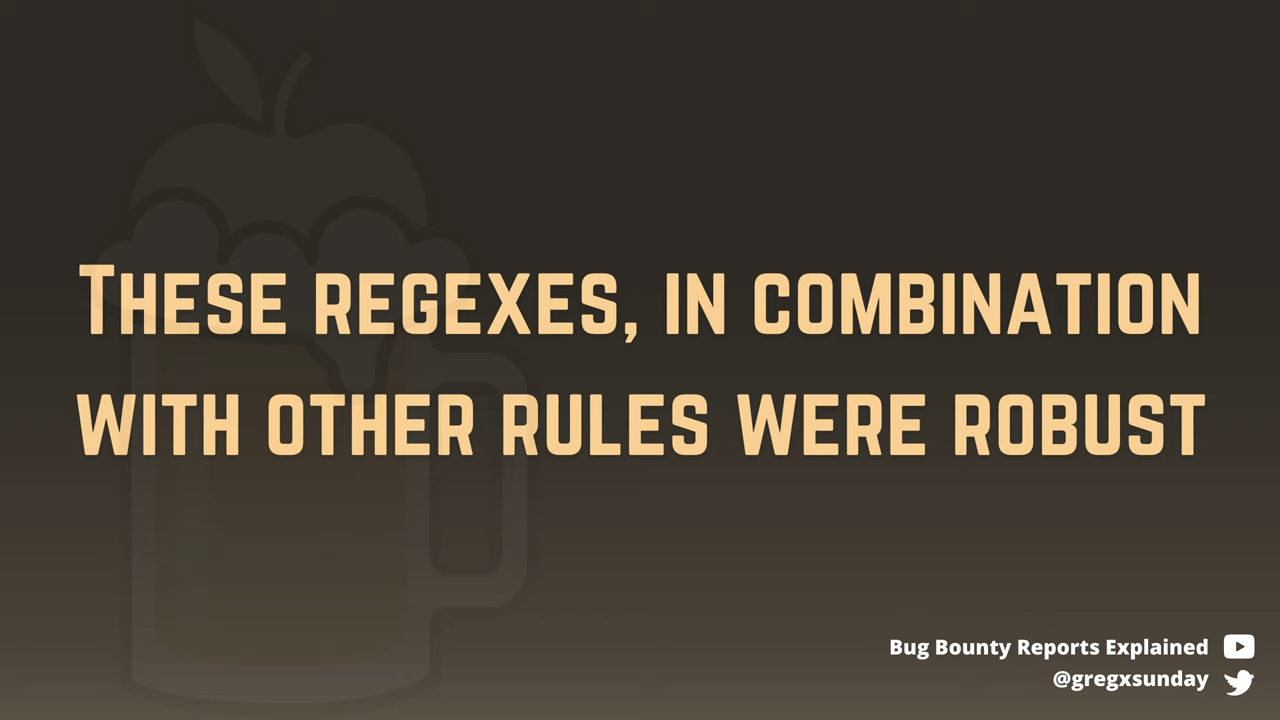 These regexes, in combination
with other rules were robust
Bug Bounty Reports Explained
@gregxsunday